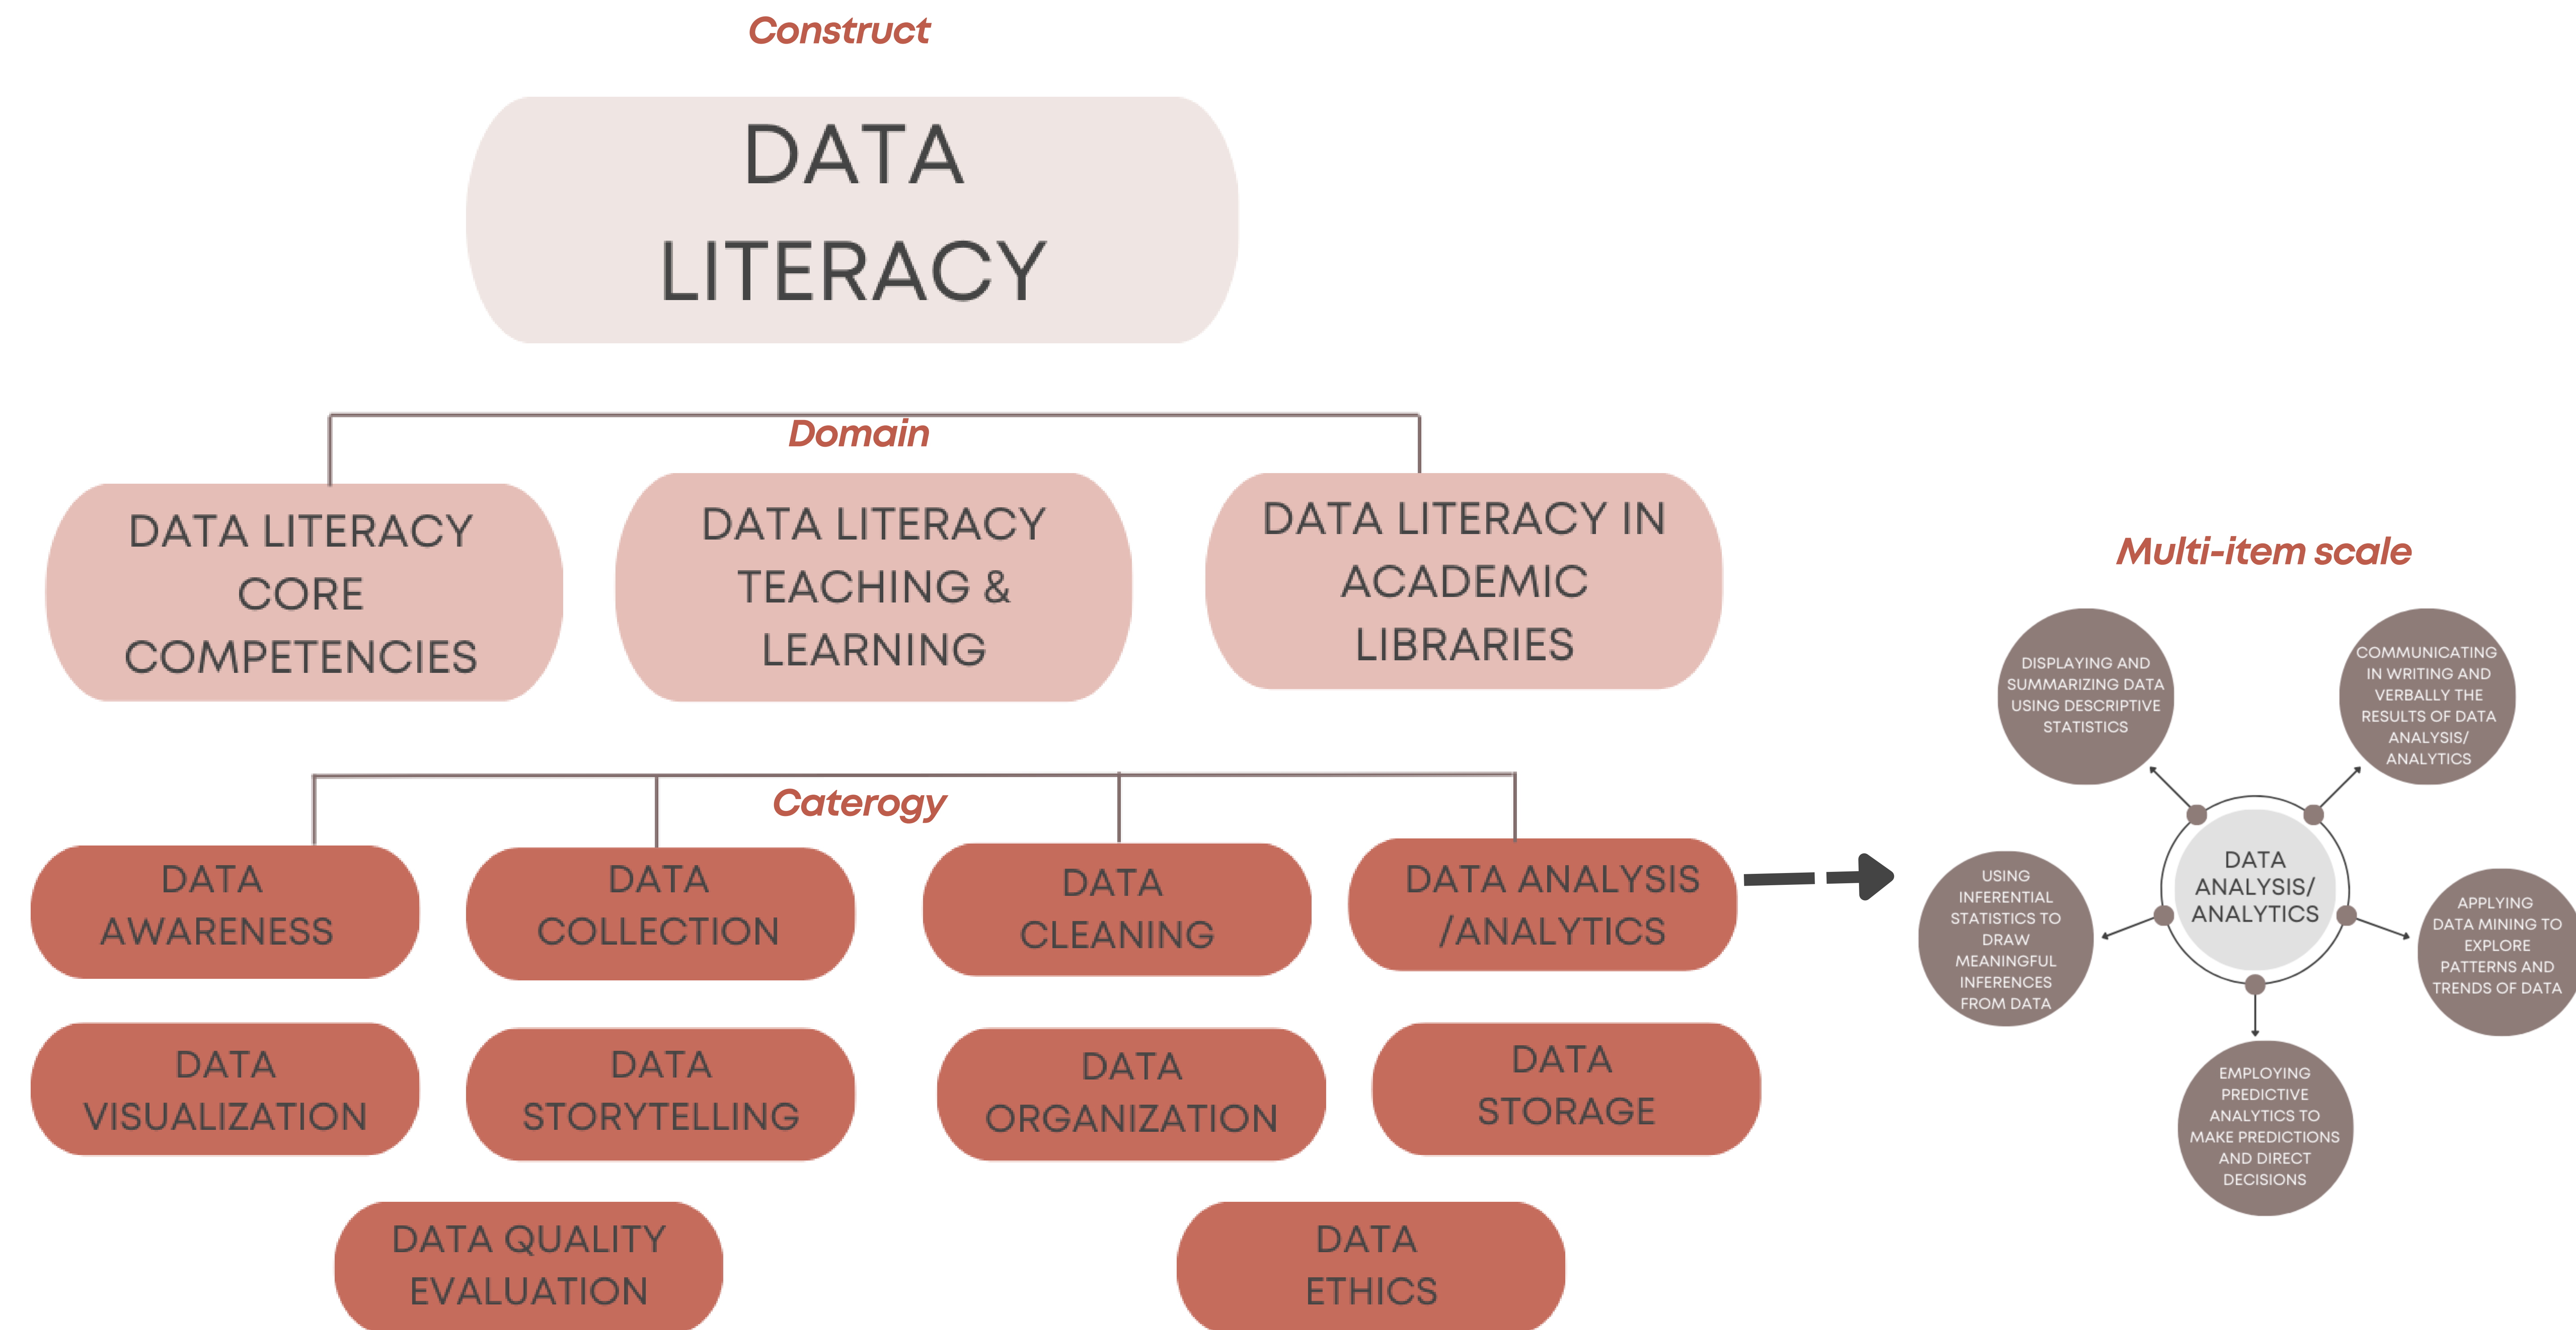 Construct
DATA
LITERACY
Domain
DATA LITERACY
CORE
COMPETENCIES
DATA LITERACY
TEACHING &
LEARNING
DATA LITERACY IN
ACADEMIC
LIBRARIES
Caterogy
DATA
AWARENESS
DATA
COLLECTION
DATA
CLEANING
DATA ANALYSIS
/ANALYTICS
DATA
VISUALIZATION
DATA
STORYTELLING
DATA
ORGANIZATION
DATA
STORAGE
DATA QUALITY
EVALUATION
DATA
ETHICS
Multi-item scale
DISPLAYING AND
SUMMARIZING DATA
USING DESCRIPTIVE
STATISTICS
COMMUNICATING
IN WRITING AND
VERBALLY THE
RESULTS OF DATA
ANALYSIS/
ANALYTICS
DATA
ANALYSIS/
ANALYTICS
USING
INFERENTIAL
STATISTICS TO
DRAW
MEANINGFUL
INFERENCES
FROM DATA
APPLYING
DATA MINING TO
EXPLORE
PATTERNS AND
TRENDS OF DATA
EMPLOYING
PREDICTIVE
ANALYTICS TO
MAKE PREDICTIONS
AND DIRECT
DECISIONS